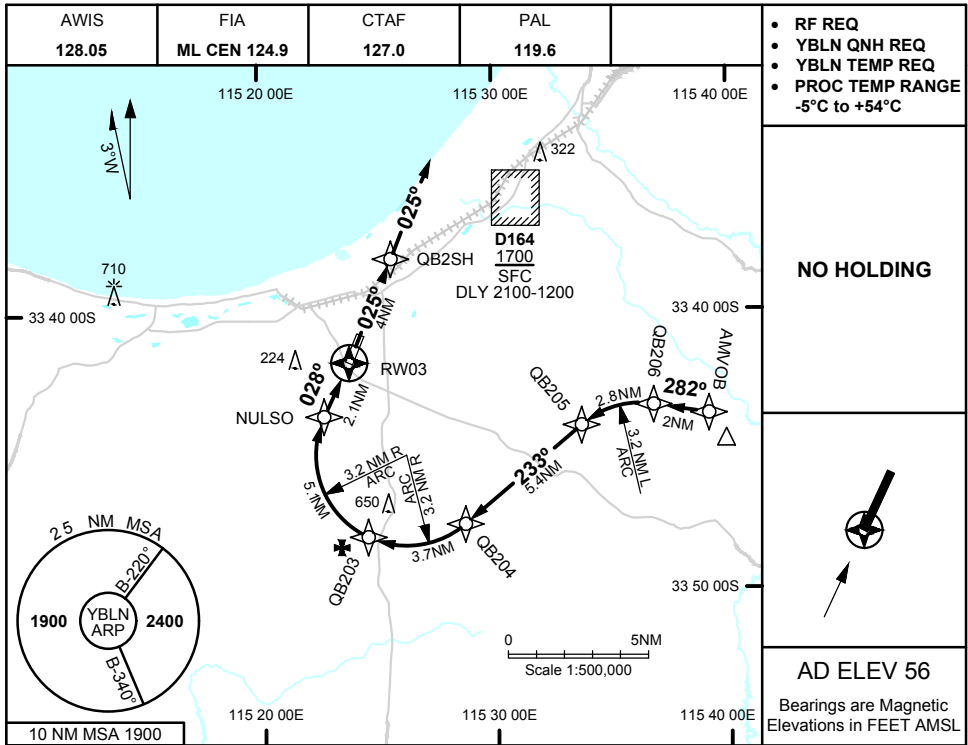 AWIS
128.05
FIA
ML CEN 124.9
CTAF
127.0
PAL
119.6
• RF REQ
• YBLN QNH REQ
• YBLN TEMP REQ
• PROC TEMP RANGE
-5°C to +54°C
NO HOLDING
AD ELEV 56
Bearings are Magnetic
Elevations in FEET AMSL
115 20 00E
115 30 00E
115 40 00E
3°W
322
025°
D164
1700
SFC
DLY 2100-1200
QB2SH
710
33 40 00S
33 40 00S
025°
4NM
224
RW03
028°
2.1NM
NULSO
QB206
AMVOB
282°
2NM
2.8NM
QB205
3.2 NM L
ARC
233°
5.4NM
3.2 NM R
ARC
3.2 NM R
ARC
5.1NM
650
3.7NM
QB204
QB203
33 50 00S
25 NM MSA
B-220°
1900
YBLN
ARP
2400
B-340°
10 NM MSA 1900
0
5NM
Scale 1:500,000
115 20 00E
115 30 00E
115 40 00E